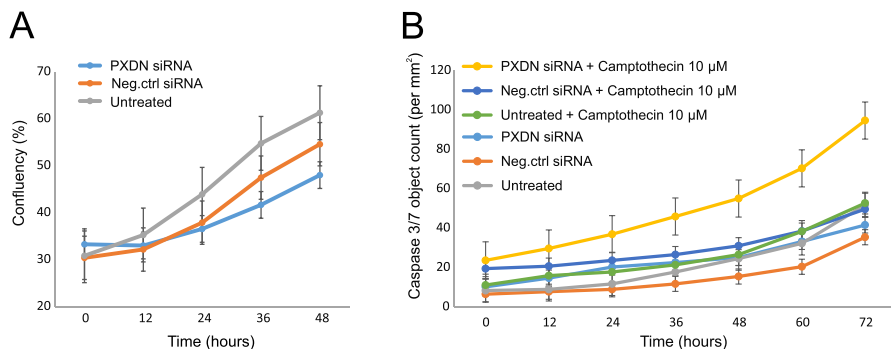 A
PXDN siRNA
Neg.ctrl siRNA
Untreated
70
60
50
40
30
20
Confluency (%)
0 12 24 36 48
Time (hours)
B
PXDN siRNA + Camptothecin 10 µM
Neg.ctrl siRNA + Camptothecin 10 µM
Untreated + Camptothecin 10 µM
PXDN siRNA
Neg.ctrl siRNA
Untreated
120
100
80
60
40
20
0
Caspase 3/7 object count (per mm²)
0 12 24 36 48 60 72
Time (hours)